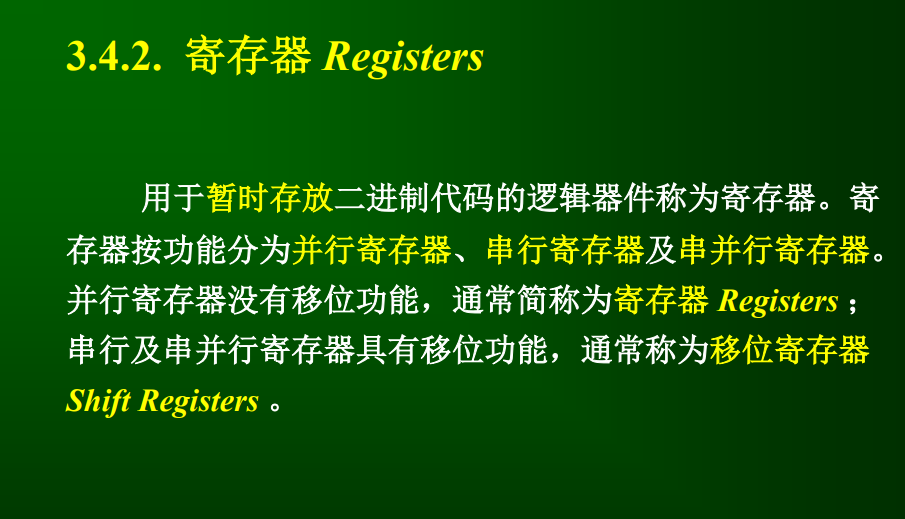 3.4.2. 寄存器 Registers
用于暂时存放二进制代码的逻辑器件称为寄存器。寄
存器按功能分为并行寄存器、串行寄存器及串并行寄存器。
并行寄存器没有移位功能，通常简称为寄存器 Registers ；
串行及串并行寄存器具有移位功能，通常称为移位寄存器
Shift Registers 。